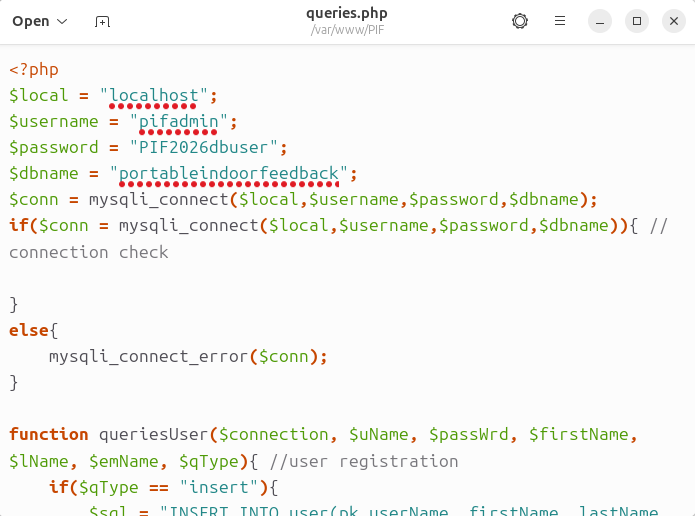 Open
queries.php
/var/www/PIF
<?php
$local = "localhost";
$username = "pifadmin";
$password = "PIF2026dbuser";
$dbname = "portableindoorfeedback";
$conn = mysqli_connect($local,$username,$password,$dbname);
if($conn = mysqli_connect($local,$username,$password,$dbname)){ //
connection check
}
else{
    mysqli_connect_error($conn);
}
function queriesUser($connection, $uName, $passWrd, $firstName,
$lName, $emName, $qType){ //user registration
    if($qType == "insert"){
        $sql = "INSERT INTO user(pk_userName, firstName, lastName,